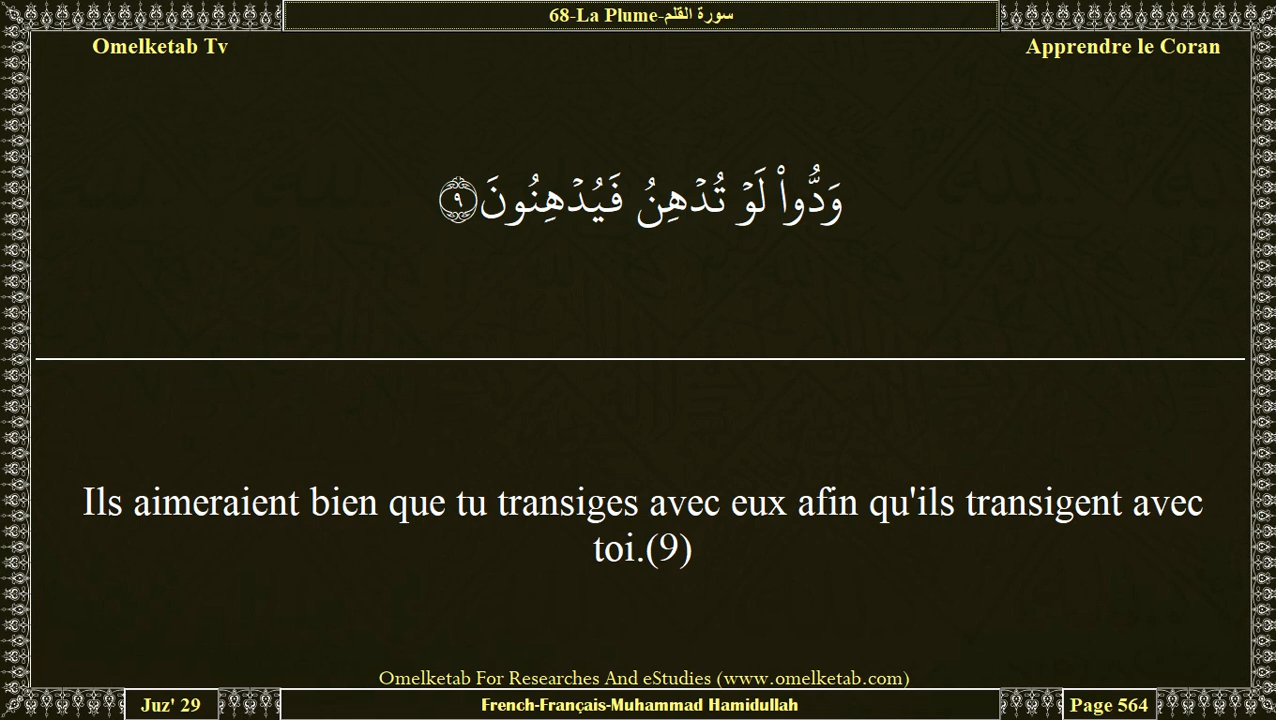 68-La Plume-سورة القلم
Omelketab Tv
Apprendre le Coran
وَدُّوا۟ لَوْ تُدْهِنُ فَيُدْهِنُونَ ۝٩
Ils aimeraient bien que tu transiges avec eux afin qu'ils transigent avec
toi.(9)
Omelketab For Researches And eStudies (www.omelketab.com)
Juz' 29
French-Français-Muhammad Hamidullah
Page 564